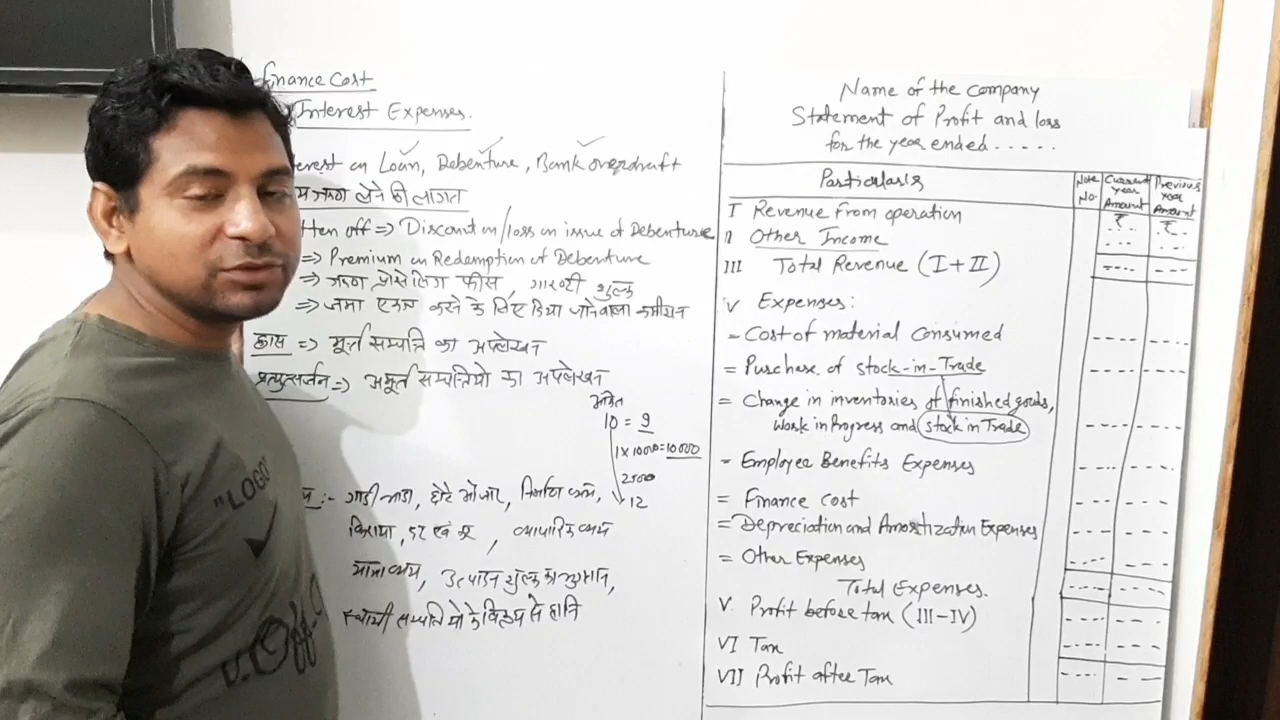 Finance Cost
Interest Expenses.
Interest on Loan, Debenture, Bank overdraft
ऋण लेने की लागत
tten off => Discount on/loss on issue of Debenture
=> Premium on Redemption of Debenture
=> ऋण प्रोसेसिंग फीस, गारन्टी शुल्क
=> जमा एकत्र करने के लिए दिया जानेवाला कमीशन
ह्रास => मूर्त सम्पत्ति का अपलेखन
=> अमूर्त सम्पत्तियो का अपलेखन
10 = 9
1 x 10000 = 10000
2500
12
गाडी भाडा, छोटे औजार,
किराया, दर एवं कर, व्यापारिक व्यय
यात्रा व्यय, उत्पादन शुल्क का भुगतान,
स्थायी सम्पत्तियो के विक्रय से हानि
"LOGO"
Off
Name of the Company
Statement of Profit and loss
for the year ended .....
Particulars
Note No.
Current year Amount
Previous year Amount
₹ ₹
I Revenue from operation
II Other Income
III Total Revenue (I+II)
V Expenses:
- Cost of material Consumed
= Purchase of stock-in-Trade
= Change in inventories of finished goods,
Work in Progress and stock in Trade
- Employee Benefits Expenses
= Finance cost
= Depreciation and Amortization Expenses
= Other Expenses
Total Expenses.
V. Profit before tax (III-IV)
VI Tax
VII Profit after Tax